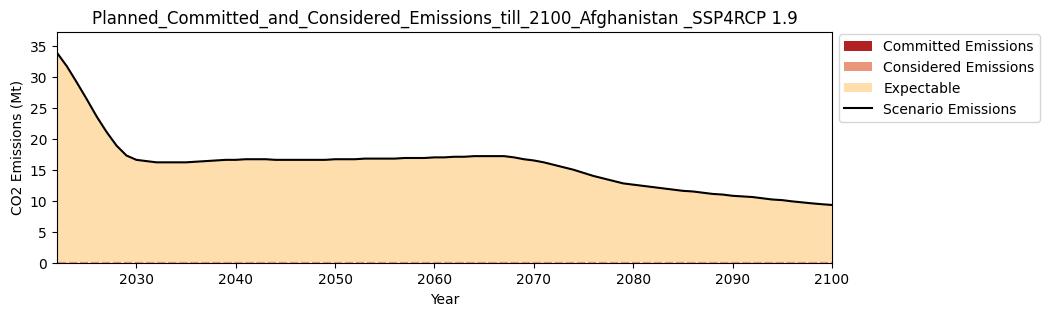 Planned_Committed_and_Considered_Emissions_till_2100_Afghanistan _SSP4RCP 1.9
CO2 Emissions (Mt)
35
30
25
20
15
10
5
0
2030 2040 2050 2060 2070 2080 2090 2100
Year
Committed Emissions
Considered Emissions
Expectable
Scenario Emissions